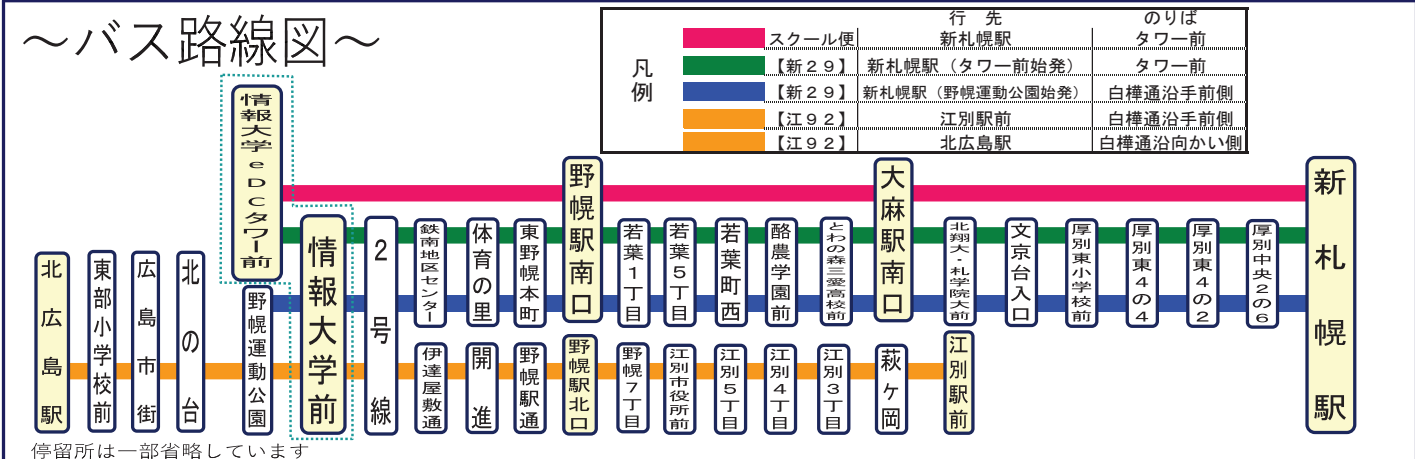 ～バス路線図～
凡例
行先 のりば
スクール便 新札幌駅 タワー前
【新２９】 新札幌駅（タワー前始発） タワー前
【新２９】 新札幌駅（野幌運動公園始発） 白樺通沿手前側
【江９２】 江別駅前 白樺通沿手前側
【江９２】 北広島駅 白樺通沿向かい側
情報大学ｅＤＣタワー前
野幌駅南口
大麻駅南口
新札幌駅
情報大学前
２号線
鉄南地区センター
体育の里
東野幌本町
若葉１丁目
若葉５丁目
若葉町西
酪農学園前
とわの森三愛高校前
北翔大・札学院大前
文京台入口
厚別東小学校前
厚別東４の４
厚別東４の２
厚別中央２の６
北広島駅
東部小学校前
広島市街
北の台
野幌運動公園
伊達屋敷通
開進
野幌駅通
野幌駅北口
野幌７丁目
江別市役所前
江別５丁目
江別４丁目
江別３丁目
萩ヶ岡
江別駅前
停留所は一部省略しています